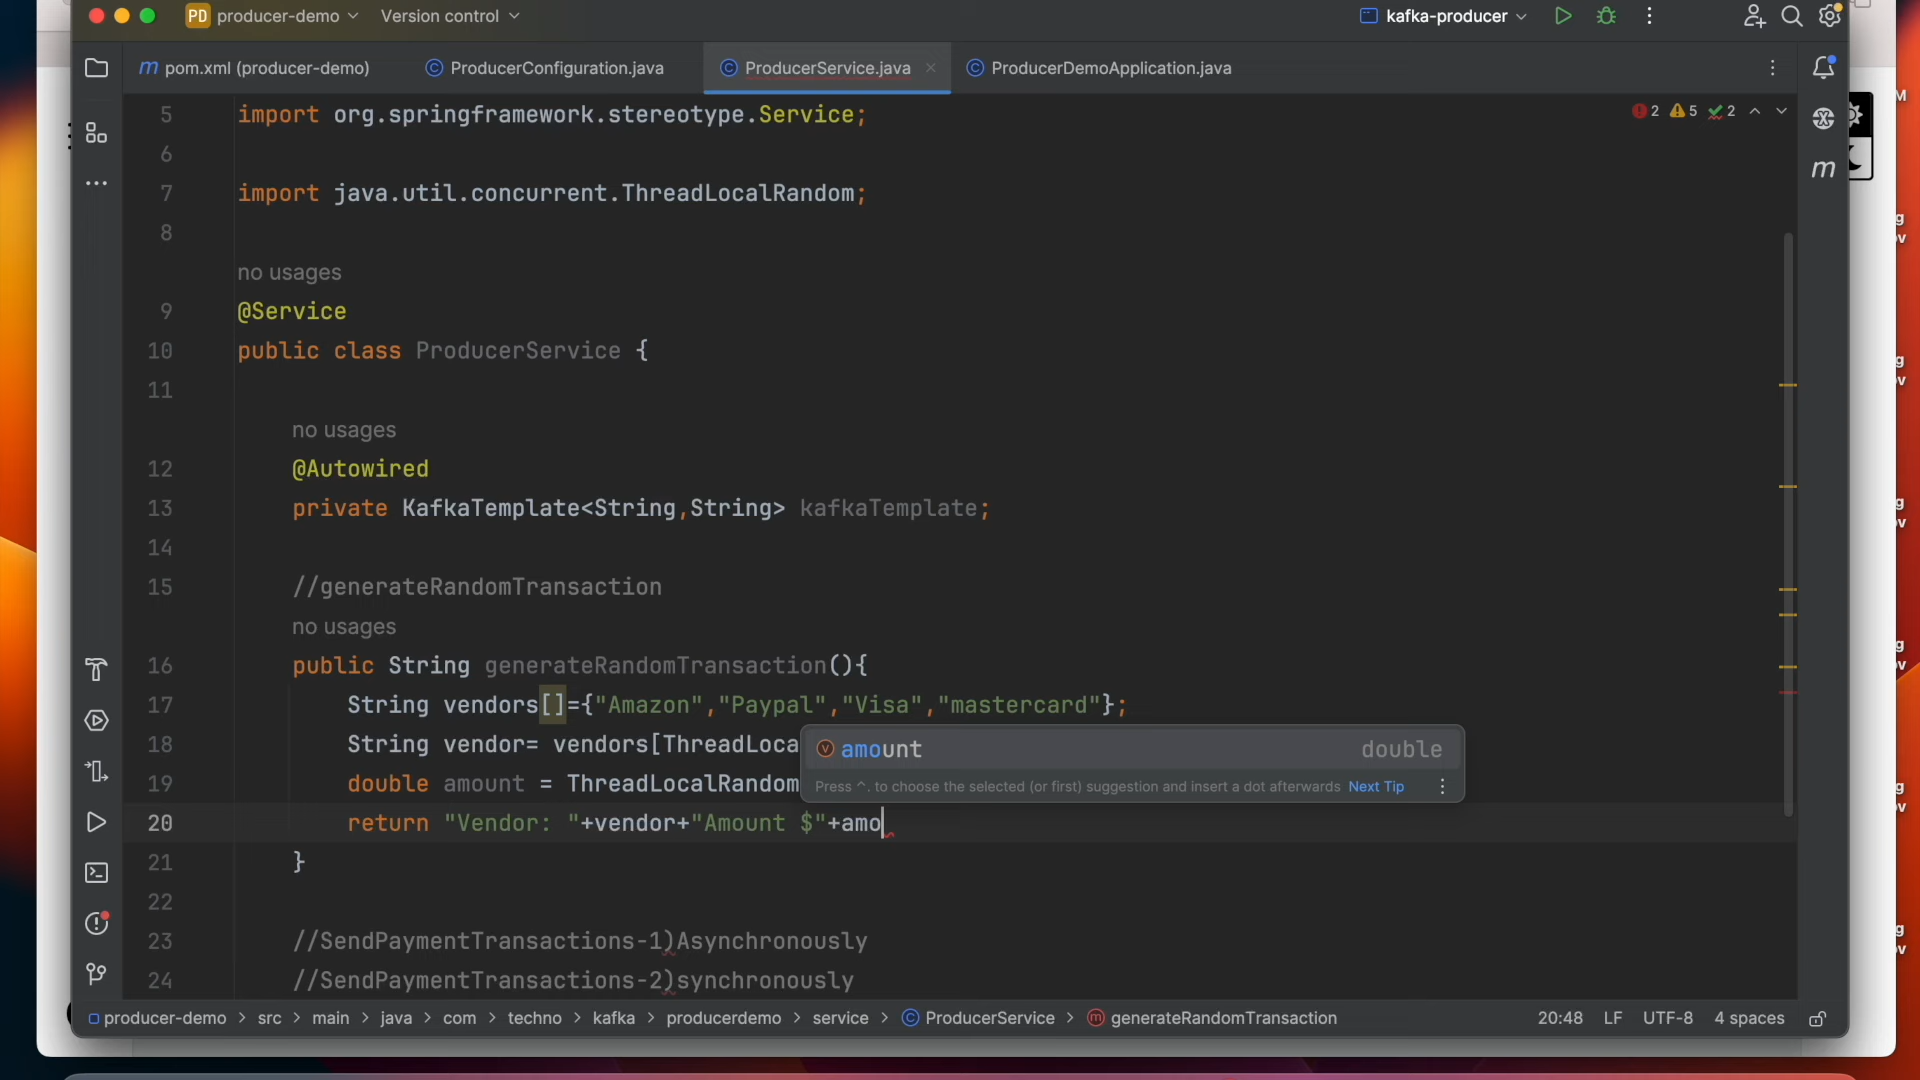 PD producer-demo Version control kafka-producer
m pom.xml (producer-demo) ProducerConfiguration.java ProducerService.java ProducerDemoApplication.java
5 import org.springframework.stereotype.Service; 2 5 2
6
7 import java.util.concurrent.ThreadLocalRandom;
8
no usages
9 @Service
10 public class ProducerService {
11
no usages
12 @Autowired
13 private KafkaTemplate<String,String> kafkaTemplate;
14
15 //generateRandomTransaction
no usages
16 public String generateRandomTransaction(){
17 String vendors[]={"Amazon","Paypal","Visa","mastercard"};
18 String vendor= vendors[ThreadLoca
amount double
19 double amount = ThreadLocalRandom
Press ^. to choose the selected (or first) suggestion and insert a dot afterwards Next Tip
20 return "Vendor: "+vendor+"Amount $"+amo
21 }
22
23 //SendPaymentTransactions-1)Asynchronously
24 //SendPaymentTransactions-2)synchronously
producer-demo > src > main > java > com > techno > kafka > producerdemo > service > ProducerService > generateRandomTransaction 20:48 LF UTF-8 4 spaces